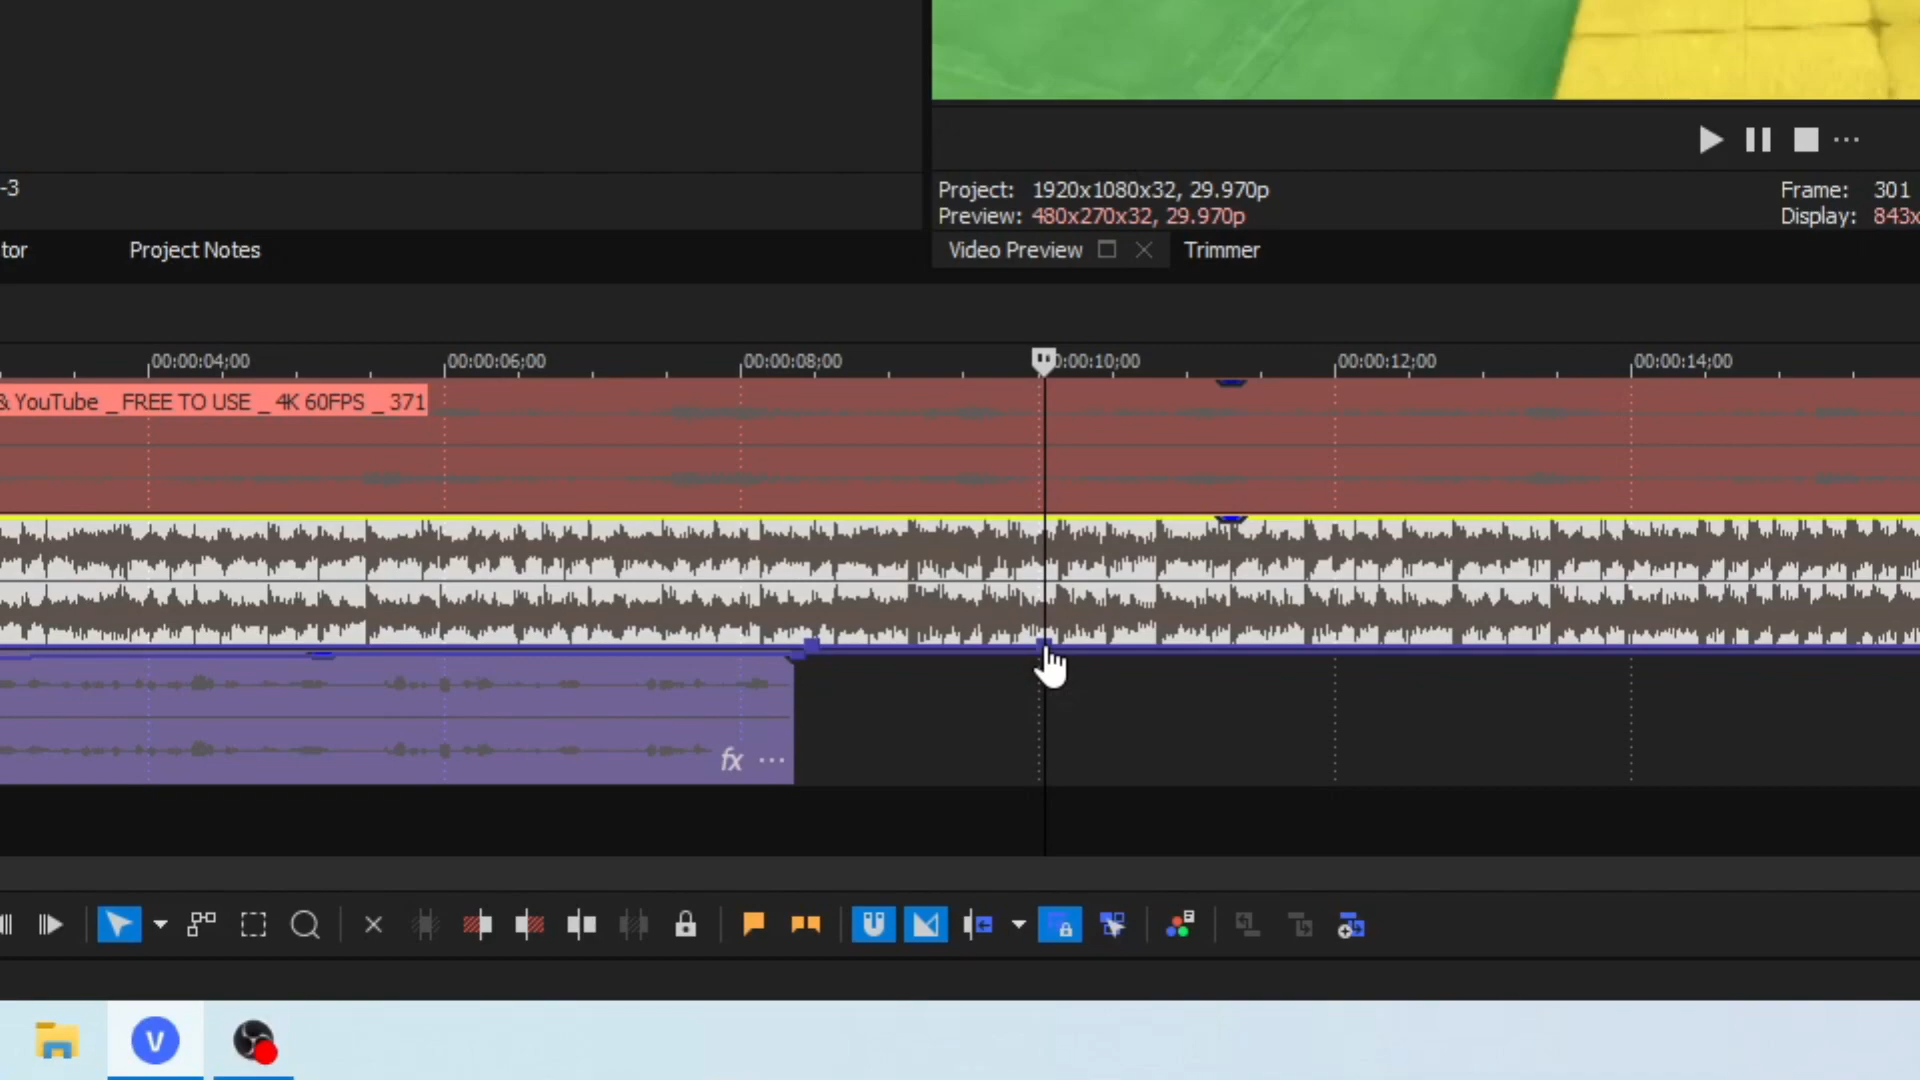 -3
Project: 1920x1080x32, 29.970p
Preview: 480x270x32, 29.970p
Frame: 301
Display: 843x
tor
Project Notes
Video Preview
Trimmer
00:00:04;00
00:00:06;00
00:00:08;00
0:00:10;00
00:00:12;00
00:00:14;00
& YouTube _ FREE TO USE _ 4K 60FPS _ 371
fx ...
V